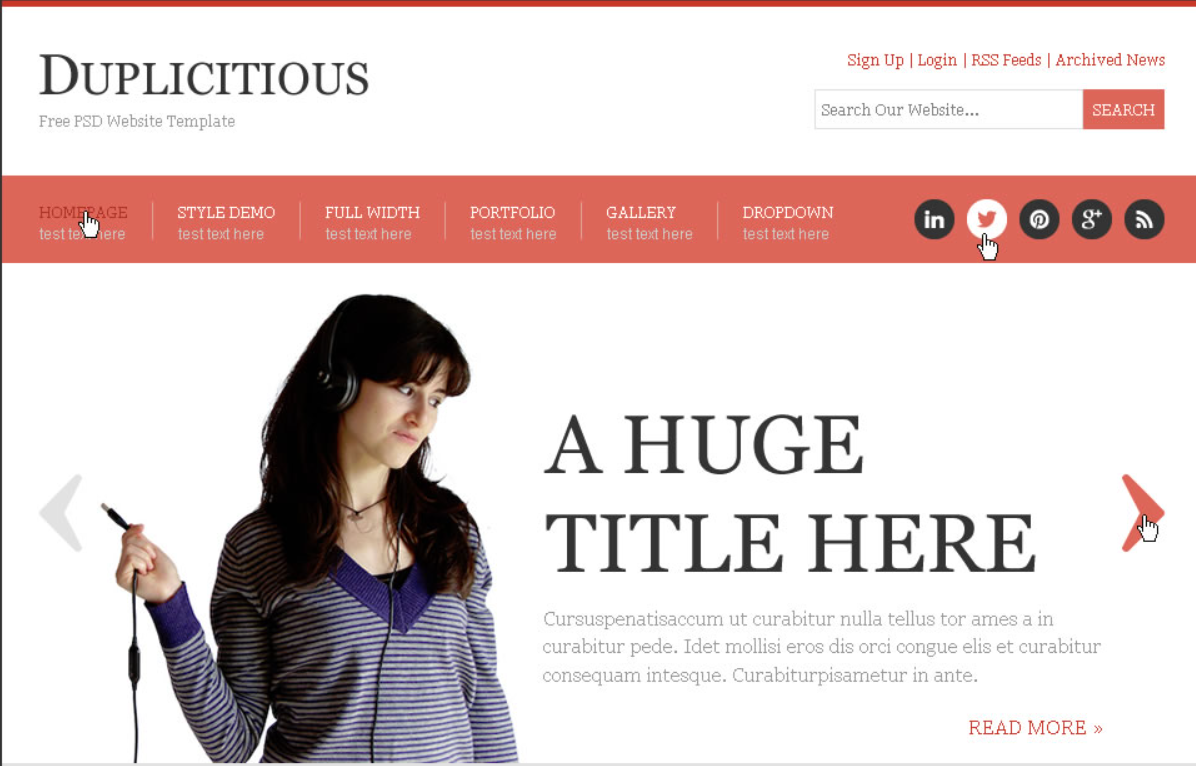 DUPLICITIOUS
Free PSD Website Template
Sign Up | Login | RSS Feeds | Archived News
Search Our Website...
SEARCH
HOMEPAGE
test text here
STYLE DEMO
test text here
FULL WIDTH
test text here
PORTFOLIO
test text here
GALLERY
test text here
DROPDOWN
test text here
in
g+
A HUGE
TITLE HERE
Cursuspenatisaccum ut curabitur nulla tellus tor ames a in
curabitur pede. Idet mollisi eros dis orci congue elis et curabitur
consequam intesque. Curabiturpisametur in ante.
READ MORE »